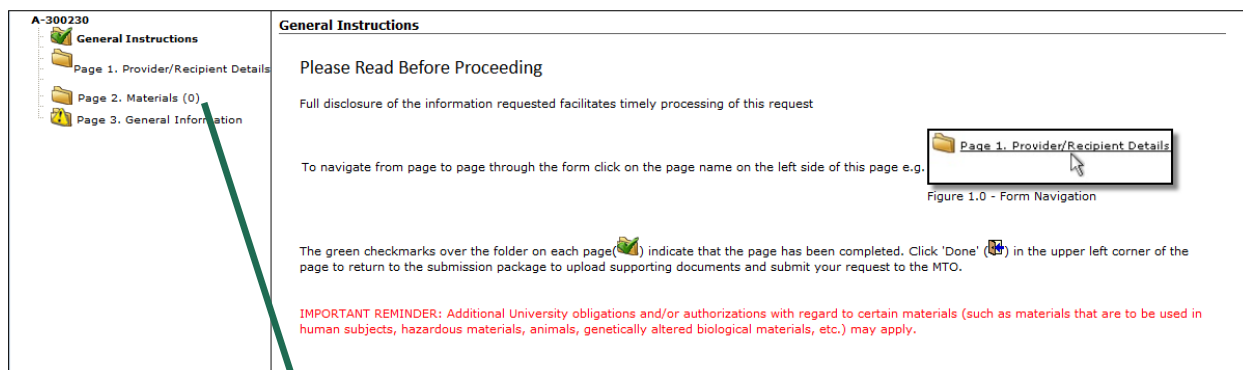 A-300230
General Instructions
Page 1. Provider/Recipient Details
Page 2. Materials (0)
Page 3. General Information
General Instructions
Please Read Before Proceeding
Full disclosure of the information requested facilitates timely processing of this request
To navigate from page to page through the form click on the page name on the left side of this page e.g.
Page 1. Provider/Recipient Details
Figure 1.0 - Form Navigation
The green checkmarks over the folder on each page( ) indicate that the page has been completed. Click 'Done' ( ) in the upper left corner of the
page to return to the submission package to upload supporting documents and submit your request to the MTO.
IMPORTANT REMINDER: Additional University obligations and/or authorizations with regard to certain materials (such as materials that are to be used in
human subjects, hazardous materials, animals, genetically altered biological materials, etc.) may apply.